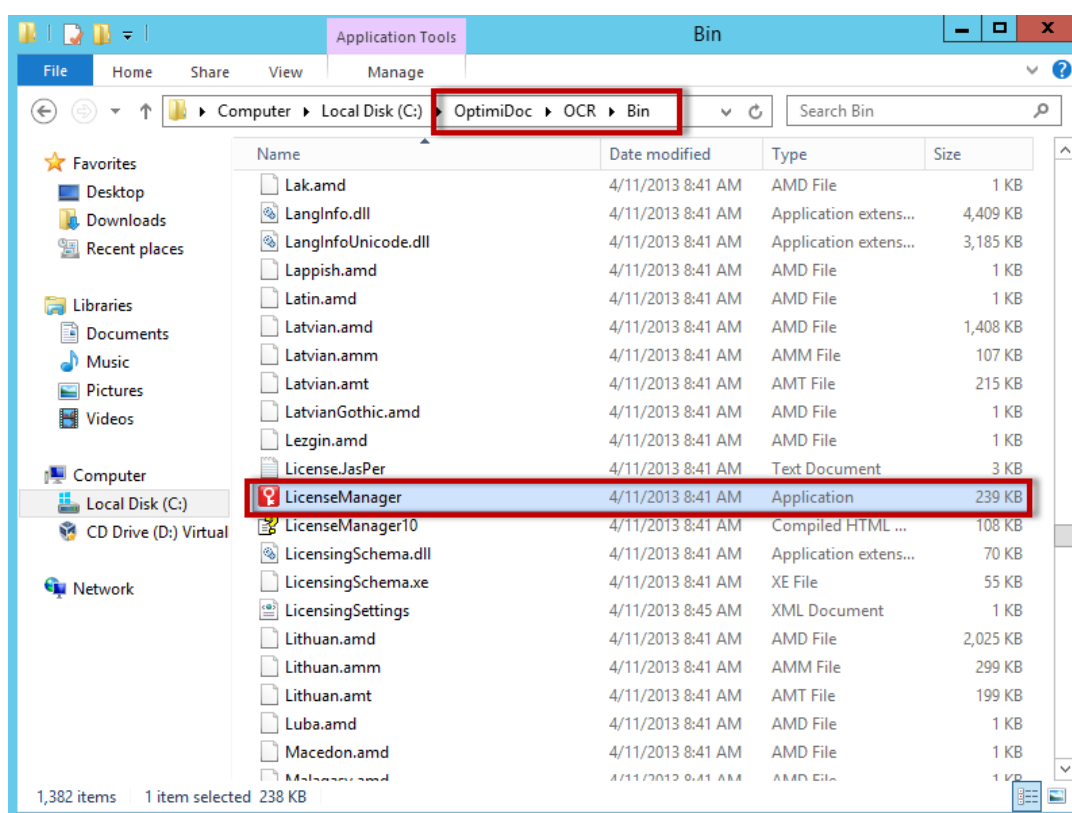 Application Tools Bin
File Home Share View Manage
Computer Local Disk (C:) OptimiDoc OCR Bin Search Bin
Name Date modified Type Size
Favorites
Desktop
Downloads
Recent places
Libraries
Documents
Music
Pictures
Videos
Computer
Local Disk (C:)
CD Drive (D:) Virtual
Network
Lak.amd 4/11/2013 8:41 AM AMD File 1 KB
LangInfo.dll 4/11/2013 8:41 AM Application extens... 4,409 KB
LangInfoUnicode.dll 4/11/2013 8:41 AM Application extens... 3,185 KB
Lappish.amd 4/11/2013 8:41 AM AMD File 1 KB
Latin.amd 4/11/2013 8:41 AM AMD File 1 KB
Latvian.amd 4/11/2013 8:41 AM AMD File 1,408 KB
Latvian.amm 4/11/2013 8:41 AM AMM File 107 KB
Latvian.amt 4/11/2013 8:41 AM AMT File 215 KB
LatvianGothic.amd 4/11/2013 8:41 AM AMD File 1 KB
Lezgin.amd 4/11/2013 8:41 AM AMD File 1 KB
License.JasPer 4/11/2013 8:41 AM Text Document 3 KB
LicenseManager 4/11/2013 8:41 AM Application 239 KB
LicenseManager10 4/11/2013 8:41 AM Compiled HTML ... 108 KB
LicensingSchema.dll 4/11/2013 8:41 AM Application extens... 70 KB
LicensingSchema.xe 4/11/2013 8:41 AM XE File 55 KB
LicensingSettings 4/11/2013 8:45 AM XML Document 1 KB
Lithuan.amd 4/11/2013 8:41 AM AMD File 2,025 KB
Lithuan.amm 4/11/2013 8:41 AM AMM File 299 KB
Lithuan.amt 4/11/2013 8:41 AM AMT File 199 KB
Luba.amd 4/11/2013 8:41 AM AMD File 1 KB
Macedon.amd 4/11/2013 8:41 AM AMD File 1 KB
Malagasy.amd 4/11/2013 8:41 AM AMD File 1 KB
1,382 items 1 item selected 238 KB